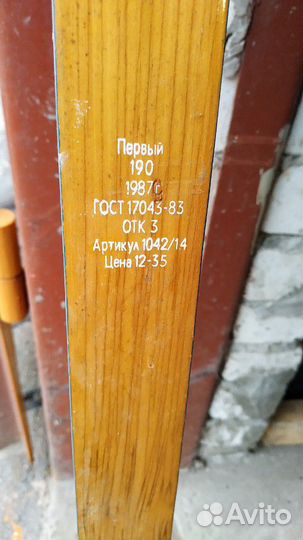 Первый
190
1987г.
ГОСТ 17043-83
ОТК 3
Артикул 1042/14
Цена 12-35
Avito